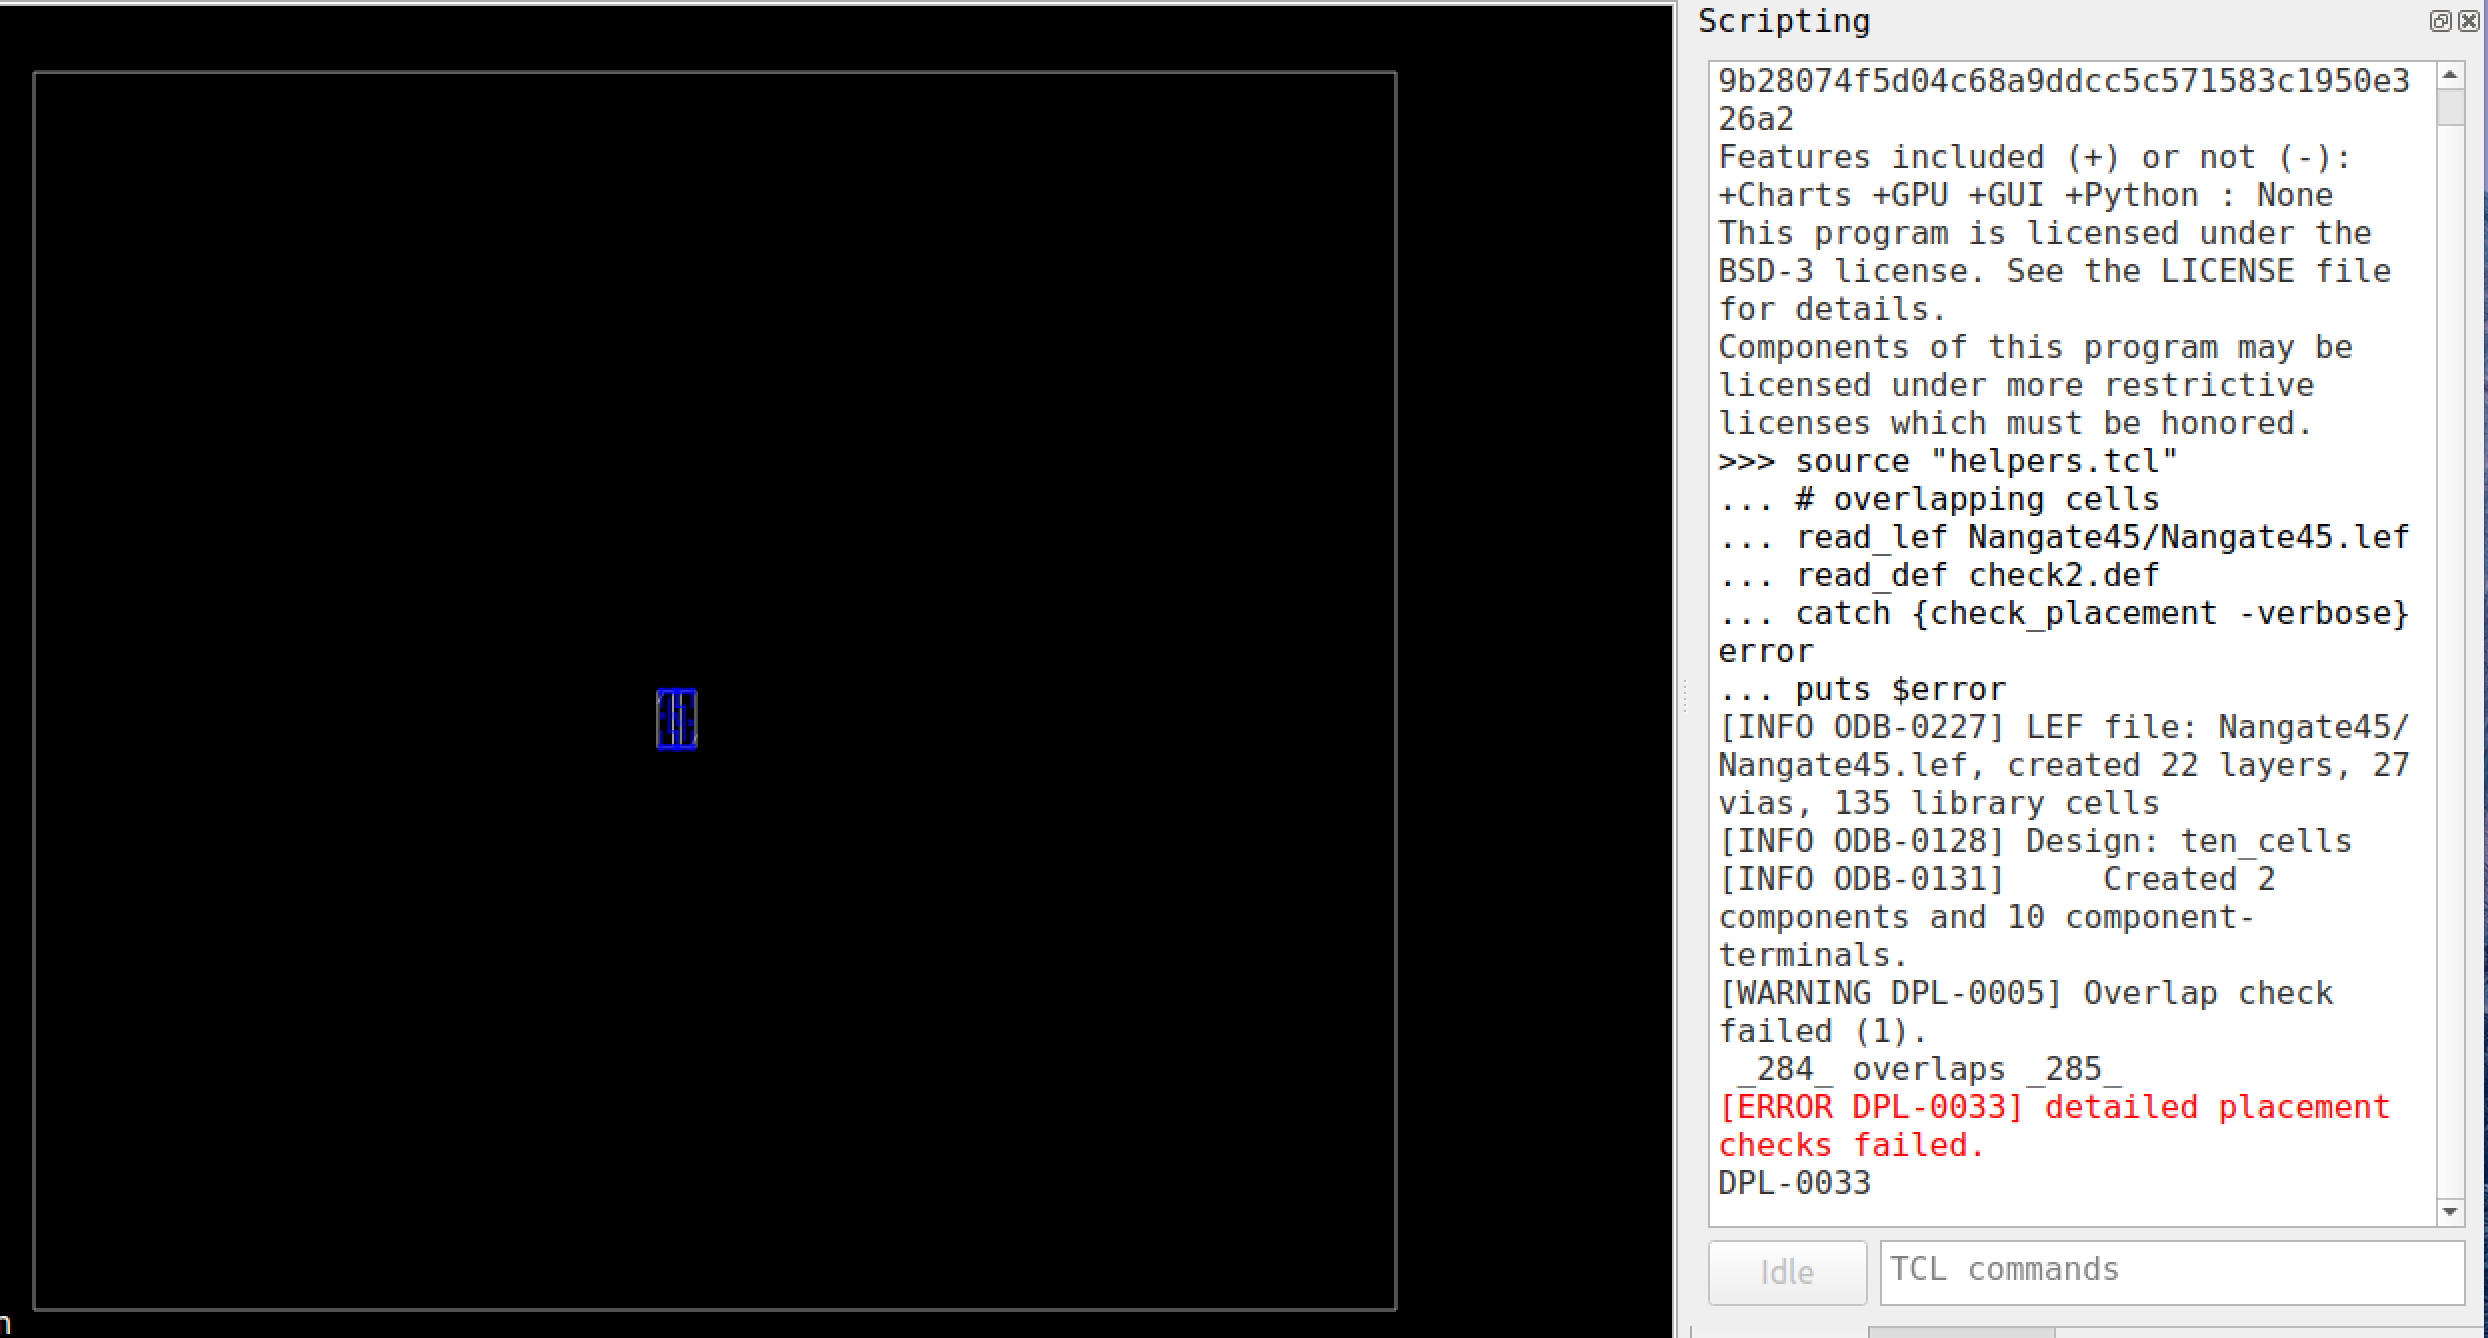 Scripting
9b28074f5d04c68a9ddcc5c571583c1950e3
26a2
Features included (+) or not (-):
+Charts +GPU +GUI +Python : None
This program is licensed under the
BSD-3 license. See the LICENSE file
for details.
Components of this program may be
licensed under more restrictive
licenses which must be honored.
>>> source "helpers.tcl"
... # overlapping cells
... read_lef Nangate45/Nangate45.lef
... read_def check2.def
... catch {check_placement -verbose}
error
... puts $error
[INFO ODB-0227] LEF file: Nangate45/
Nangate45.lef, created 22 layers, 27
vias, 135 library cells
[INFO ODB-0128] Design: ten_cells
[INFO ODB-0131]     Created 2
components and 10 component-
terminals.
[WARNING DPL-0005] Overlap check
failed (1).
 _284_ overlaps _285_
[ERROR DPL-0033] detailed placement
checks failed.
DPL-0033
Idle
TCL commands